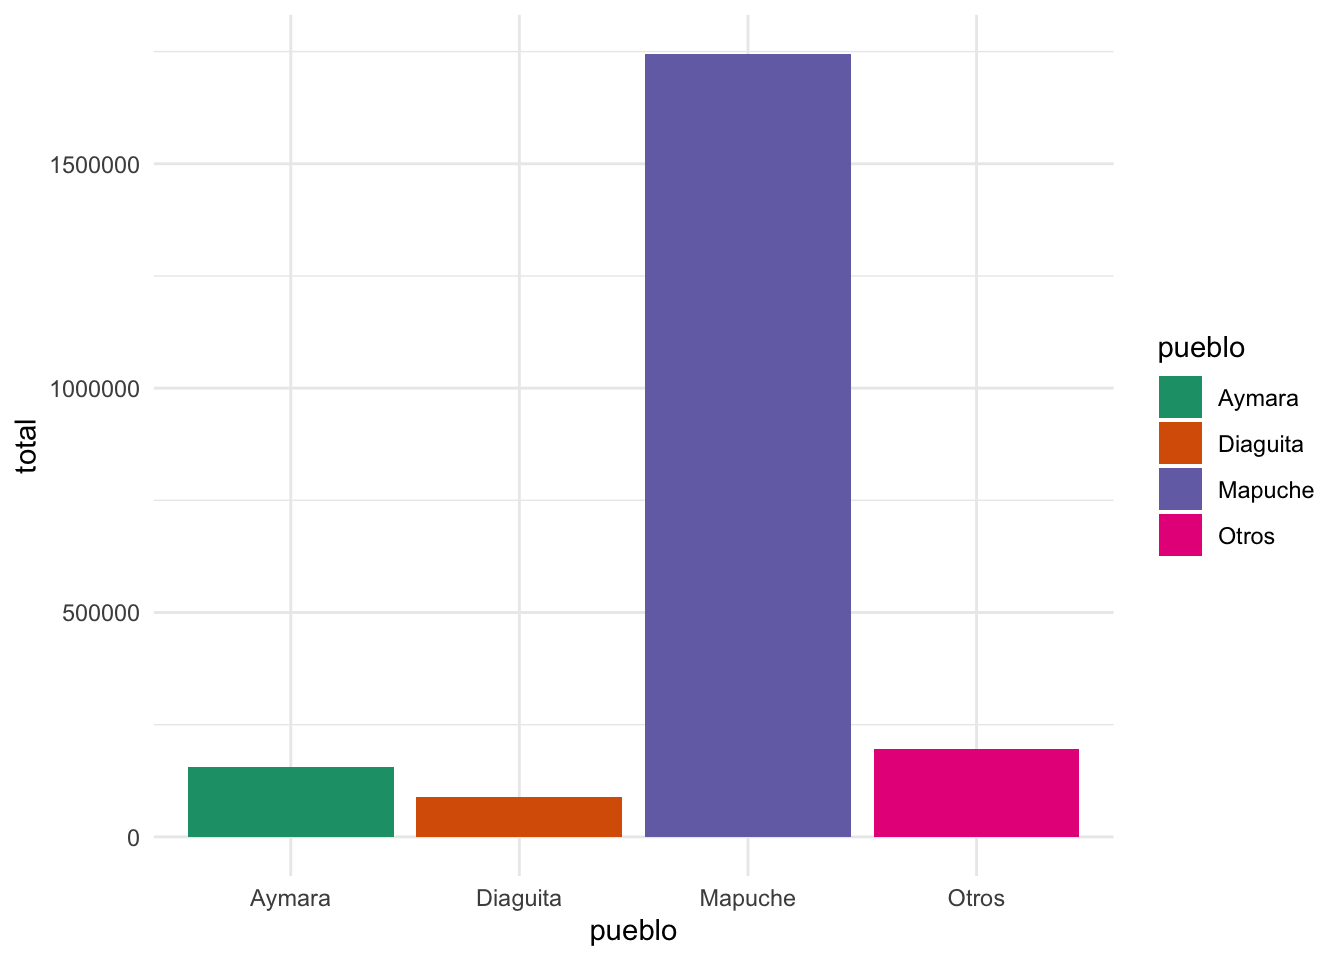 1500000
1000000
500000
0
total
Aymara
Diaguita
Mapuche
Otros
pueblo
pueblo
Aymara
Diaguita
Mapuche
Otros